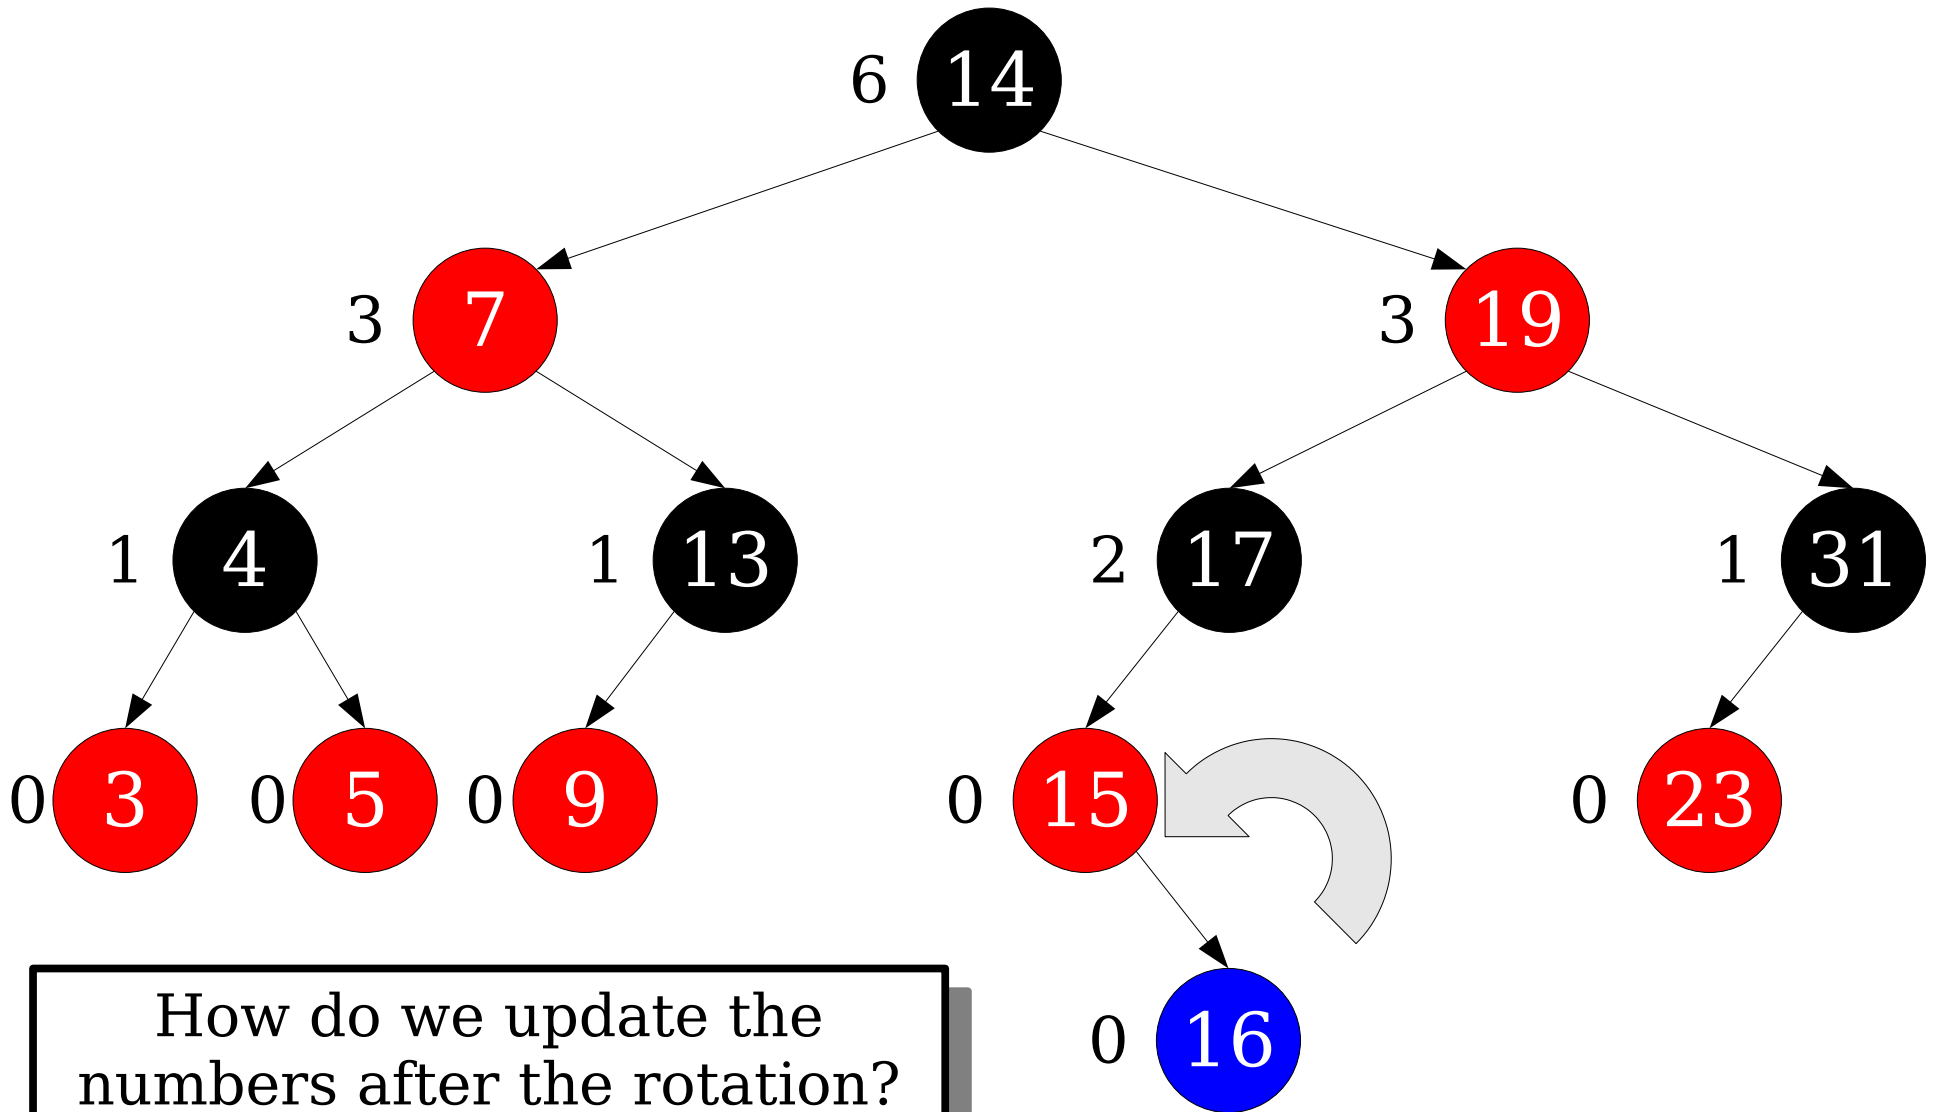 6 14
3 7 3 19
1 4 1 13 2 17 1 31
0 3 0 5 0 9 0 15 0 23
0 16
How do we update the
numbers after the rotation?